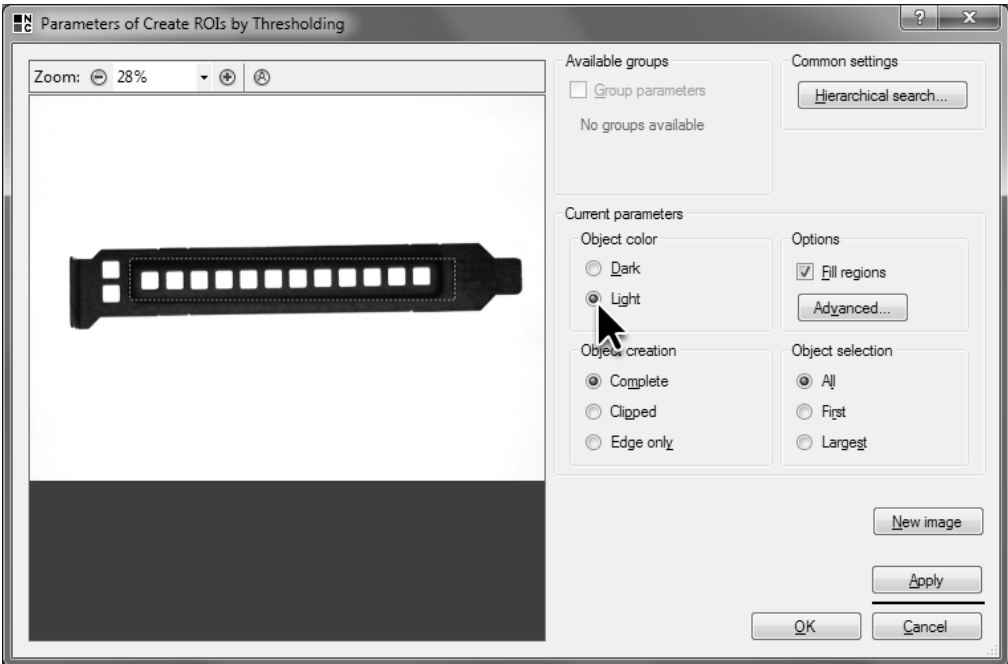 NC Parameters of Create ROIs by Thresholding
Zoom: 28%
A
Available groups
Group parameters
No groups available
Common settings
Hierarchical search...
Current parameters
Object color
Dark
Light
Options
Fill regions
Advanced...
Object creation
Complete
Clipped
Edge only
Object selection
All
First
Largest
New image
Apply
OK
Cancel